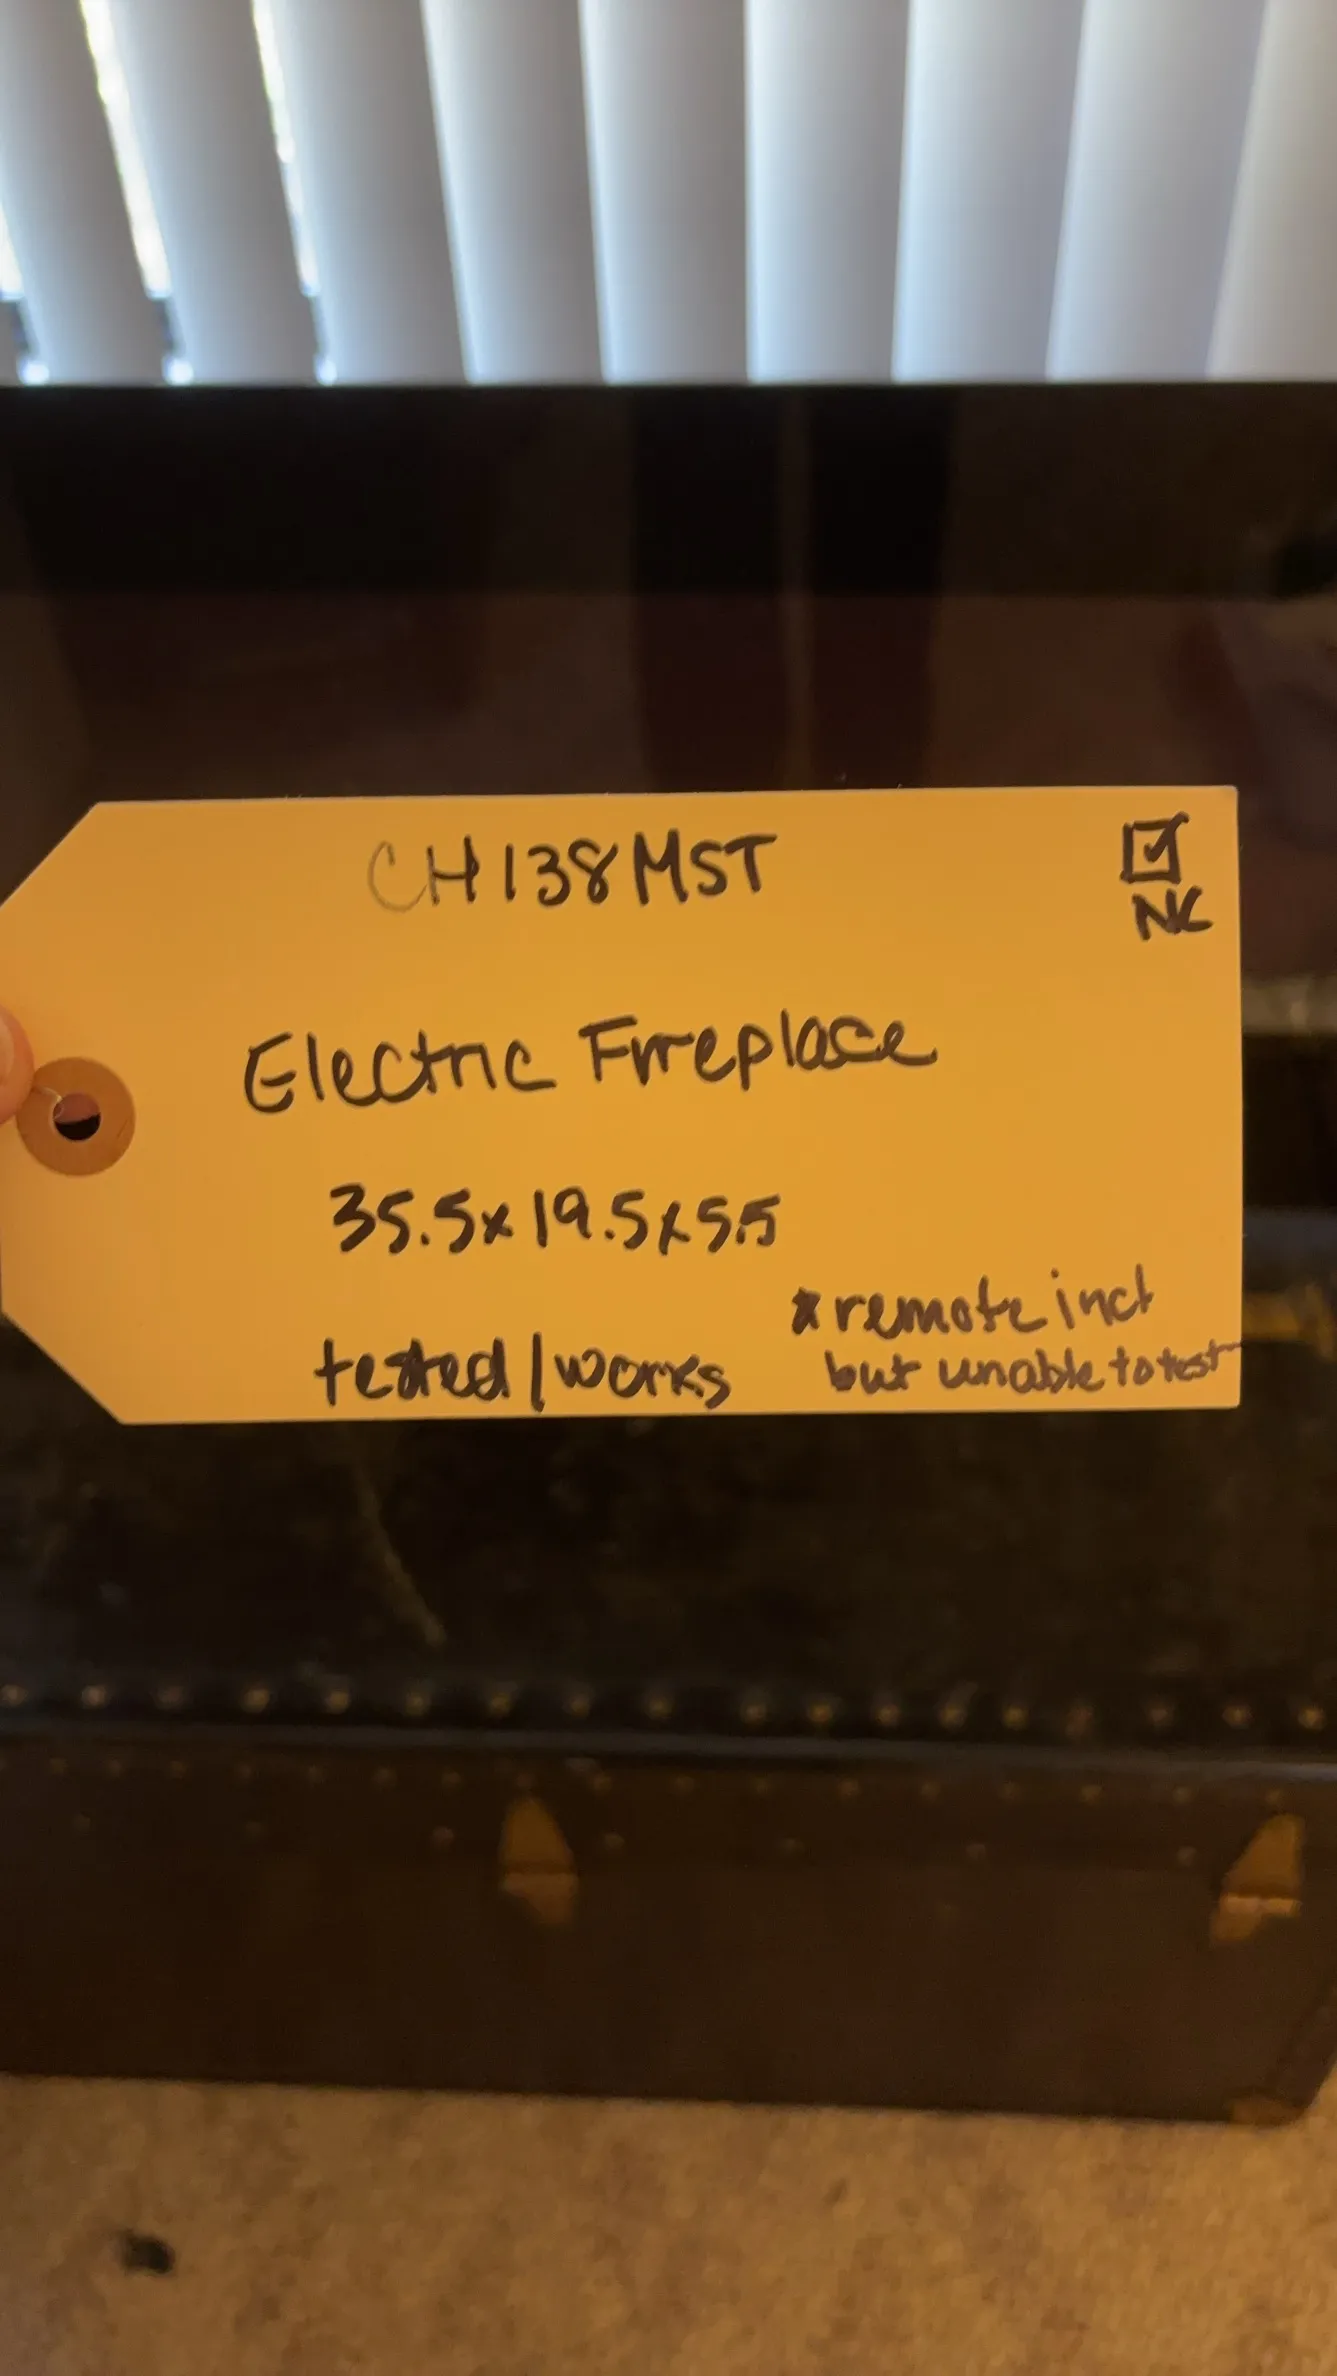 CH138MST
☑
NC
Electric Fireplace
35.5x19.5x5.5
tested/works
*remote incl
but unable to test